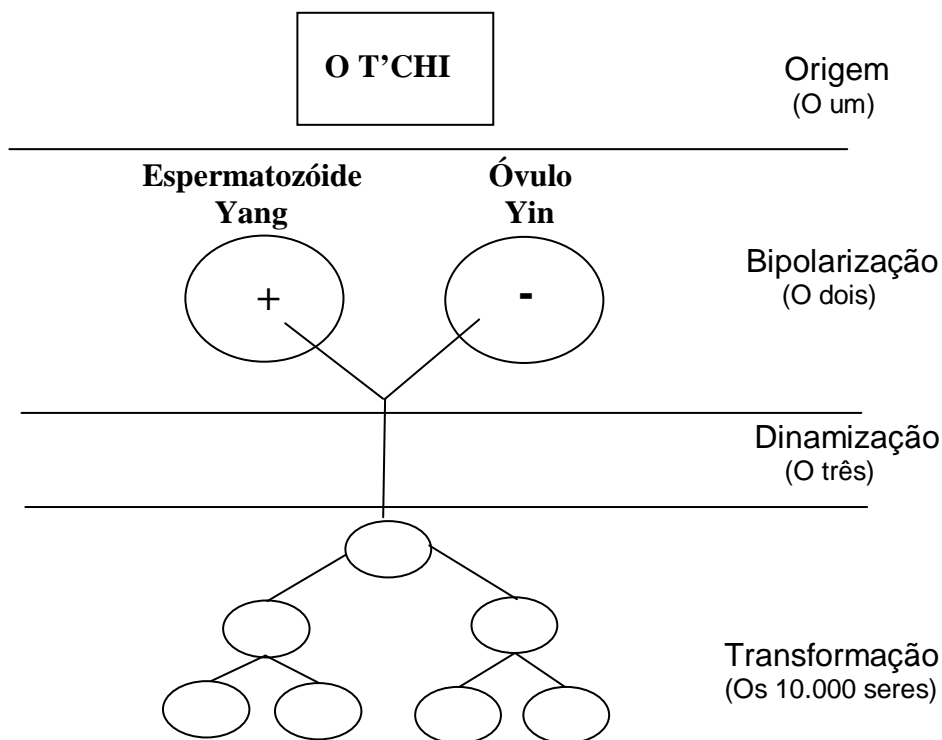 O T’CHI
Origem
(O um)
Espermatozóide
Yang
Óvulo
Yin
+
-
Bipolarização
(O dois)
Dinamização
(O três)
Transformação
(Os 10.000 seres)